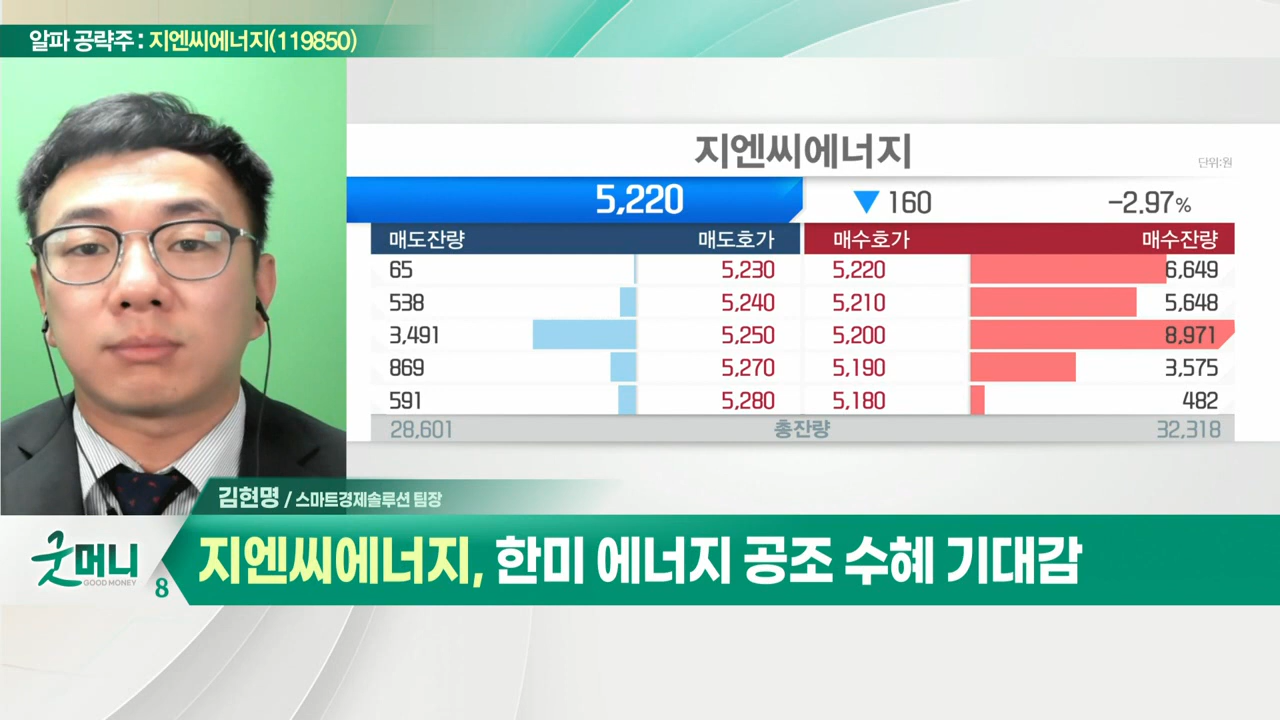 알파 공략주 : 지엔씨에너지(119850)
지엔씨에너지
단위:원
5,220 ▼ 160 -2.97%
매도잔량 매도호가 매수호가 매수잔량
65 5,230 5,220 6,649
538 5,240 5,210 5,648
3,491 5,250 5,200 8,971
869 5,270 5,190 3,575
591 5,280 5,180 482
28,601 총잔량 32,318
김현명 / 스마트경제솔루션 팀장
굿머니
GOOD MONEY
8
지엔씨에너지, 한미 에너지 공조 수혜 기대감